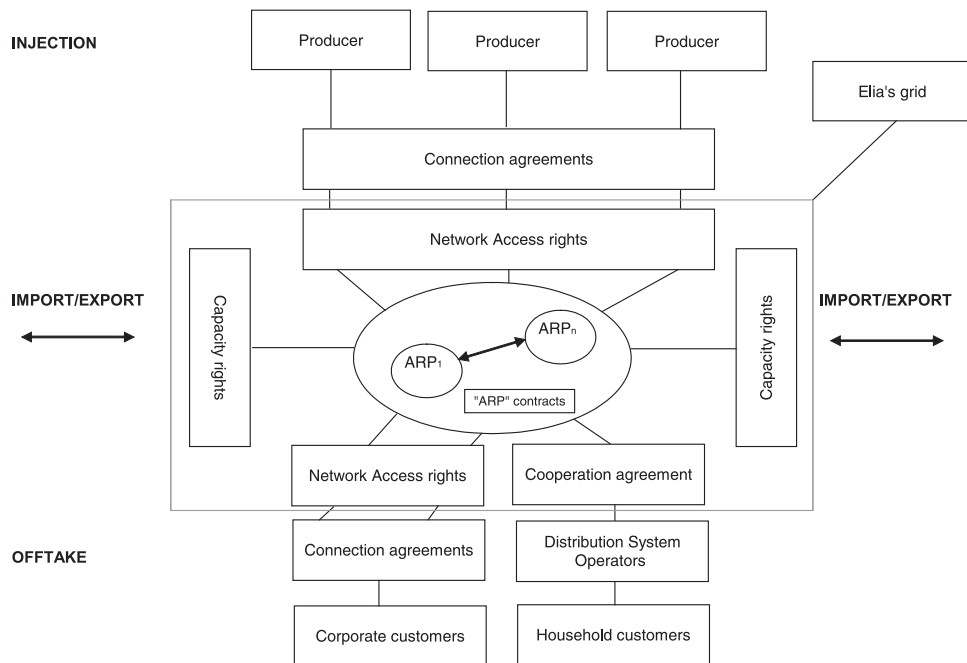 INJECTION
Producer
Producer
Producer
Elia's grid
Connection agreements
Network Access rights
IMPORT/EXPORT
Capacity rights
ARP1
ARPn
"ARP" contracts
Capacity rights
IMPORT/EXPORT
Network Access rights
Cooperation agreement
OFFTAKE
Connection agreements
Distribution System
Operators
Corporate customers
Household customers